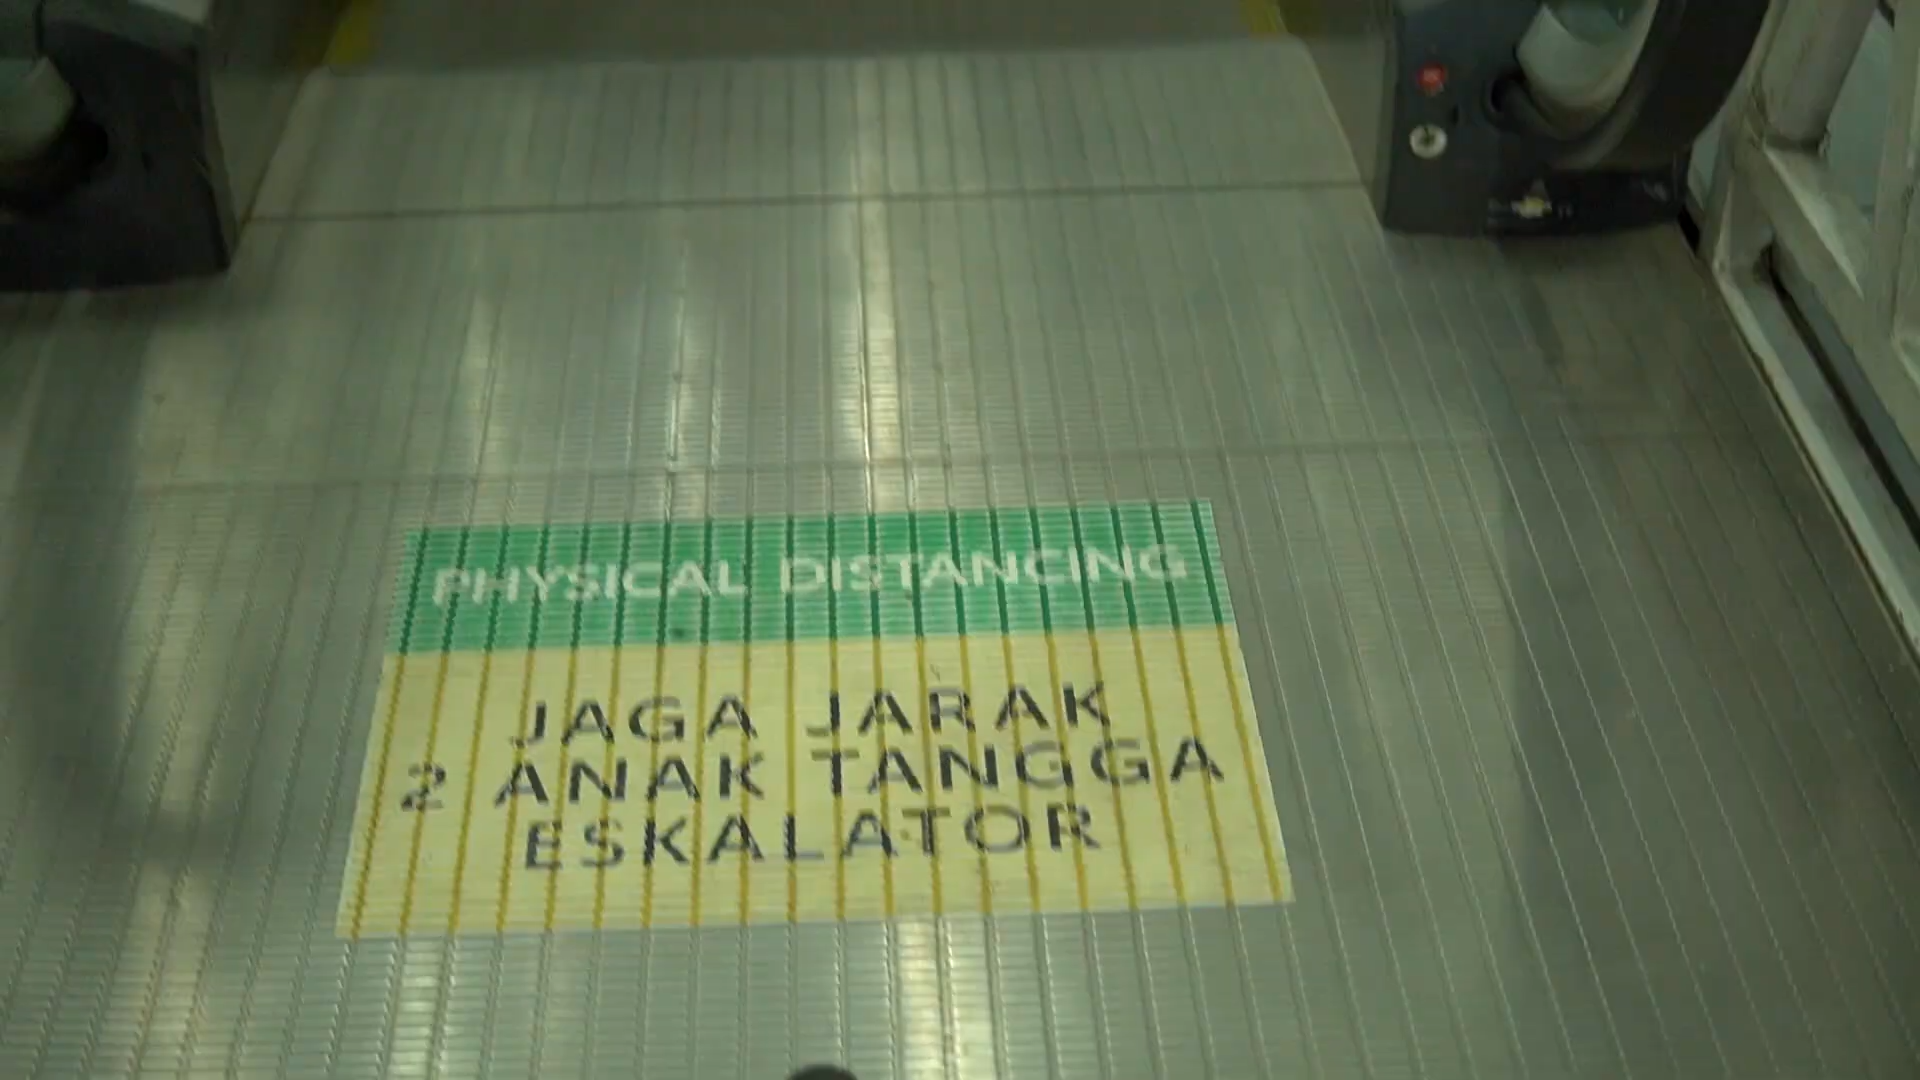 PHYSICAL DISTANCING
JAGA JARAK
2 ANAK TANGGA
ESKALATOR